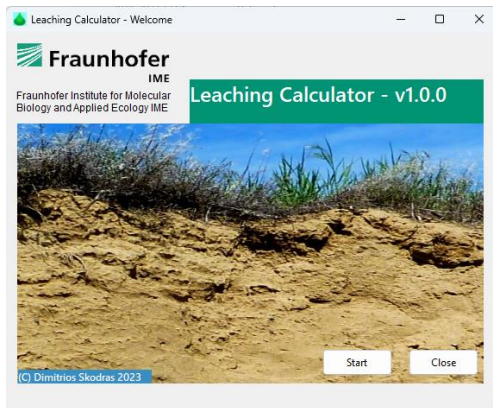 Leaching Calculator - Welcome
Fraunhofer
IME
Fraunhofer Institute for Molecular
Biology and Applied Ecology IME
Leaching Calculator - v1.0.0
Start
Close
(C) Dimitrios Skodras 2023